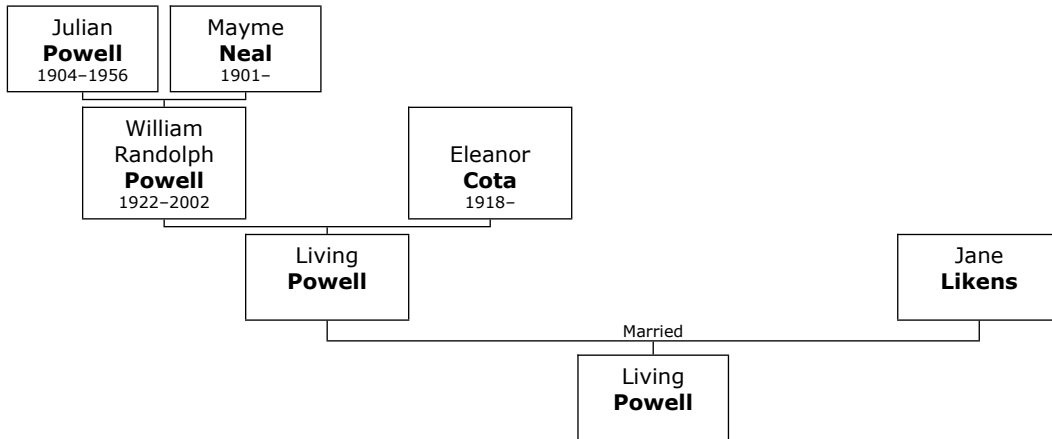 Julian
Powell
1904–1956
Mayme
Neal
1901–
William
Randolph
Powell
1922–2002
Eleanor
Cota
1918–
Living
Powell
Jane
Likens
Married
Living
Powell